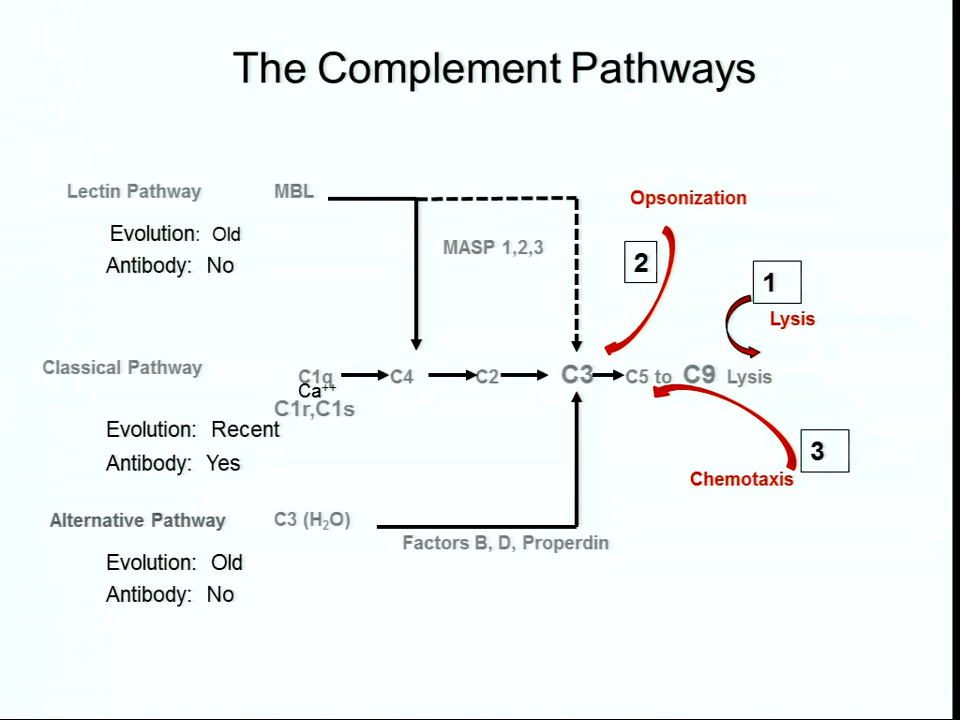 The Complement Pathways
Lectin Pathway MBL
Opsonization
Evolution: Old
MASP 1,2,3
2
Antibody: No
1
Lysis
Classical Pathway
C1q C4 C2 C3 C5 to C9 Lysis
Ca++
C1r,C1s
Evolution: Recent
Antibody: Yes
3
Chemotaxis
Alternative Pathway C3 (H2O)
Factors B, D, Properdin
Evolution: Old
Antibody: No